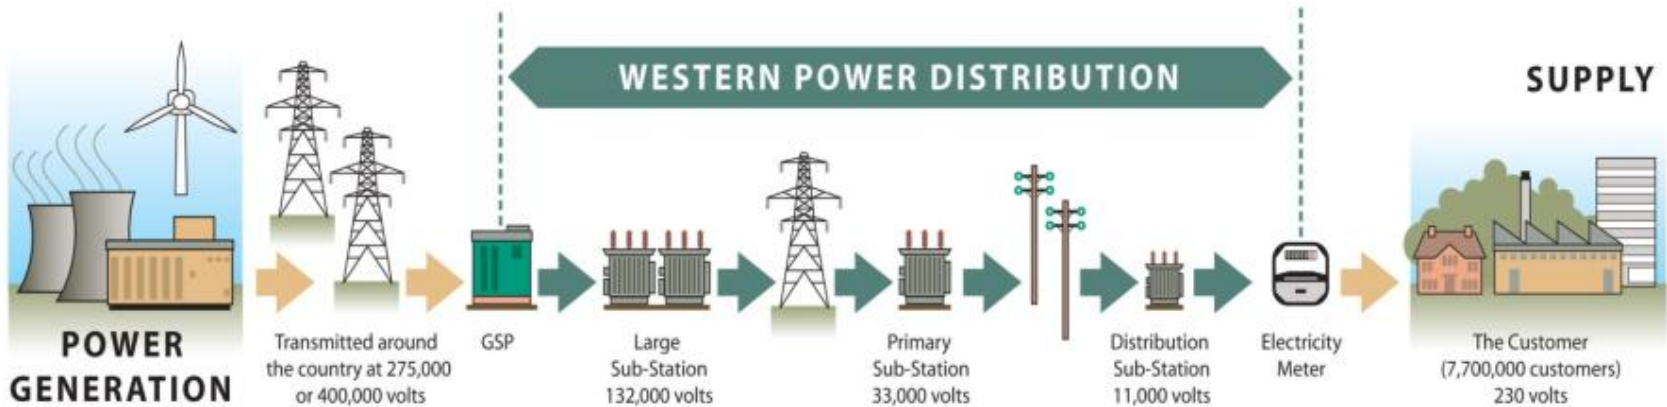 WESTERN POWER DISTRIBUTION
SUPPLY
POWER
GENERATION
Transmitted around
the country at 275,000
or 400,000 volts
GSP
Large
Sub-Station
132,000 volts
Primary
Sub-Station
33,000 volts
Distribution
Sub-Station
11,000 volts
Electricity
Meter
The Customer
(7,700,000 customers)
230 volts